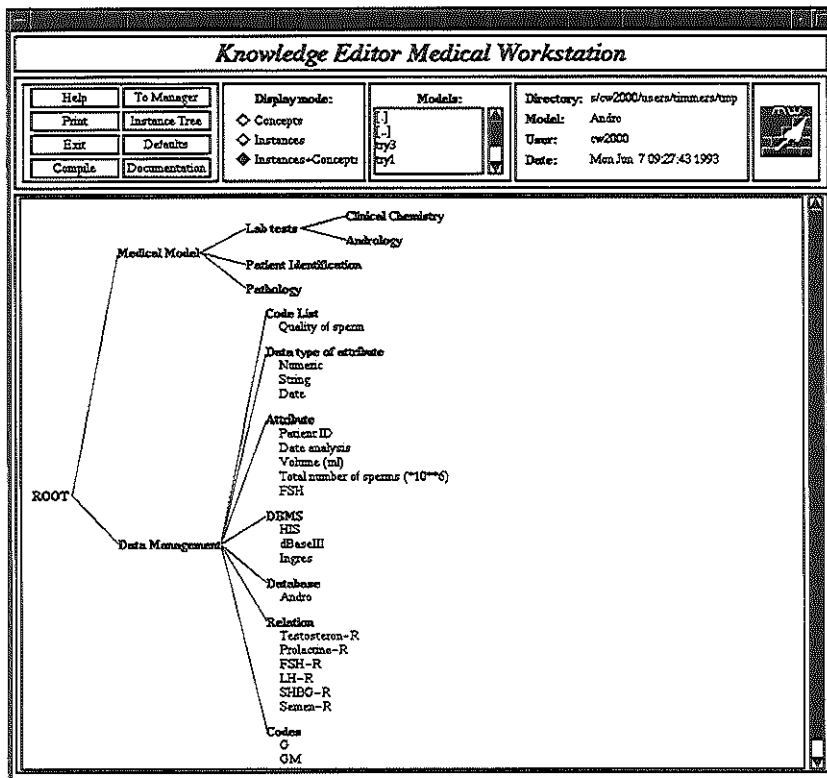 Knowledge Editor Medical Workstation
Help
To Manager
Print
Instance Tree
Exit
Defaults
Compile
Documentation
Display mode:
Concepts
Instances
Instances+Concepts
Models:
[.]
[..]
try3
try1
Directory: s/cw2000/users/timmers/tmp
Model: Andro
User: cw2000
Date: Mon Jun 7 09:27:43 1993
ROOT
Medical Model
Lab tests
Clinical Chemistry
Andrology
Patient Identification
Pathology
Data Management
Code List
Quality of sperm
Data type of attribute
Numeric
String
Date
Attribute
Patient ID
Date analysis
Volume (ml)
Total number of sperms (*10**6)
FSH
DBMS
HIS
dBaseIII
Ingres
Database
Andro
Relation
Testosteron-R
Prolactine-R
FSH-R
LH-R
SHBG-R
Semen-R
Codes
G
GM